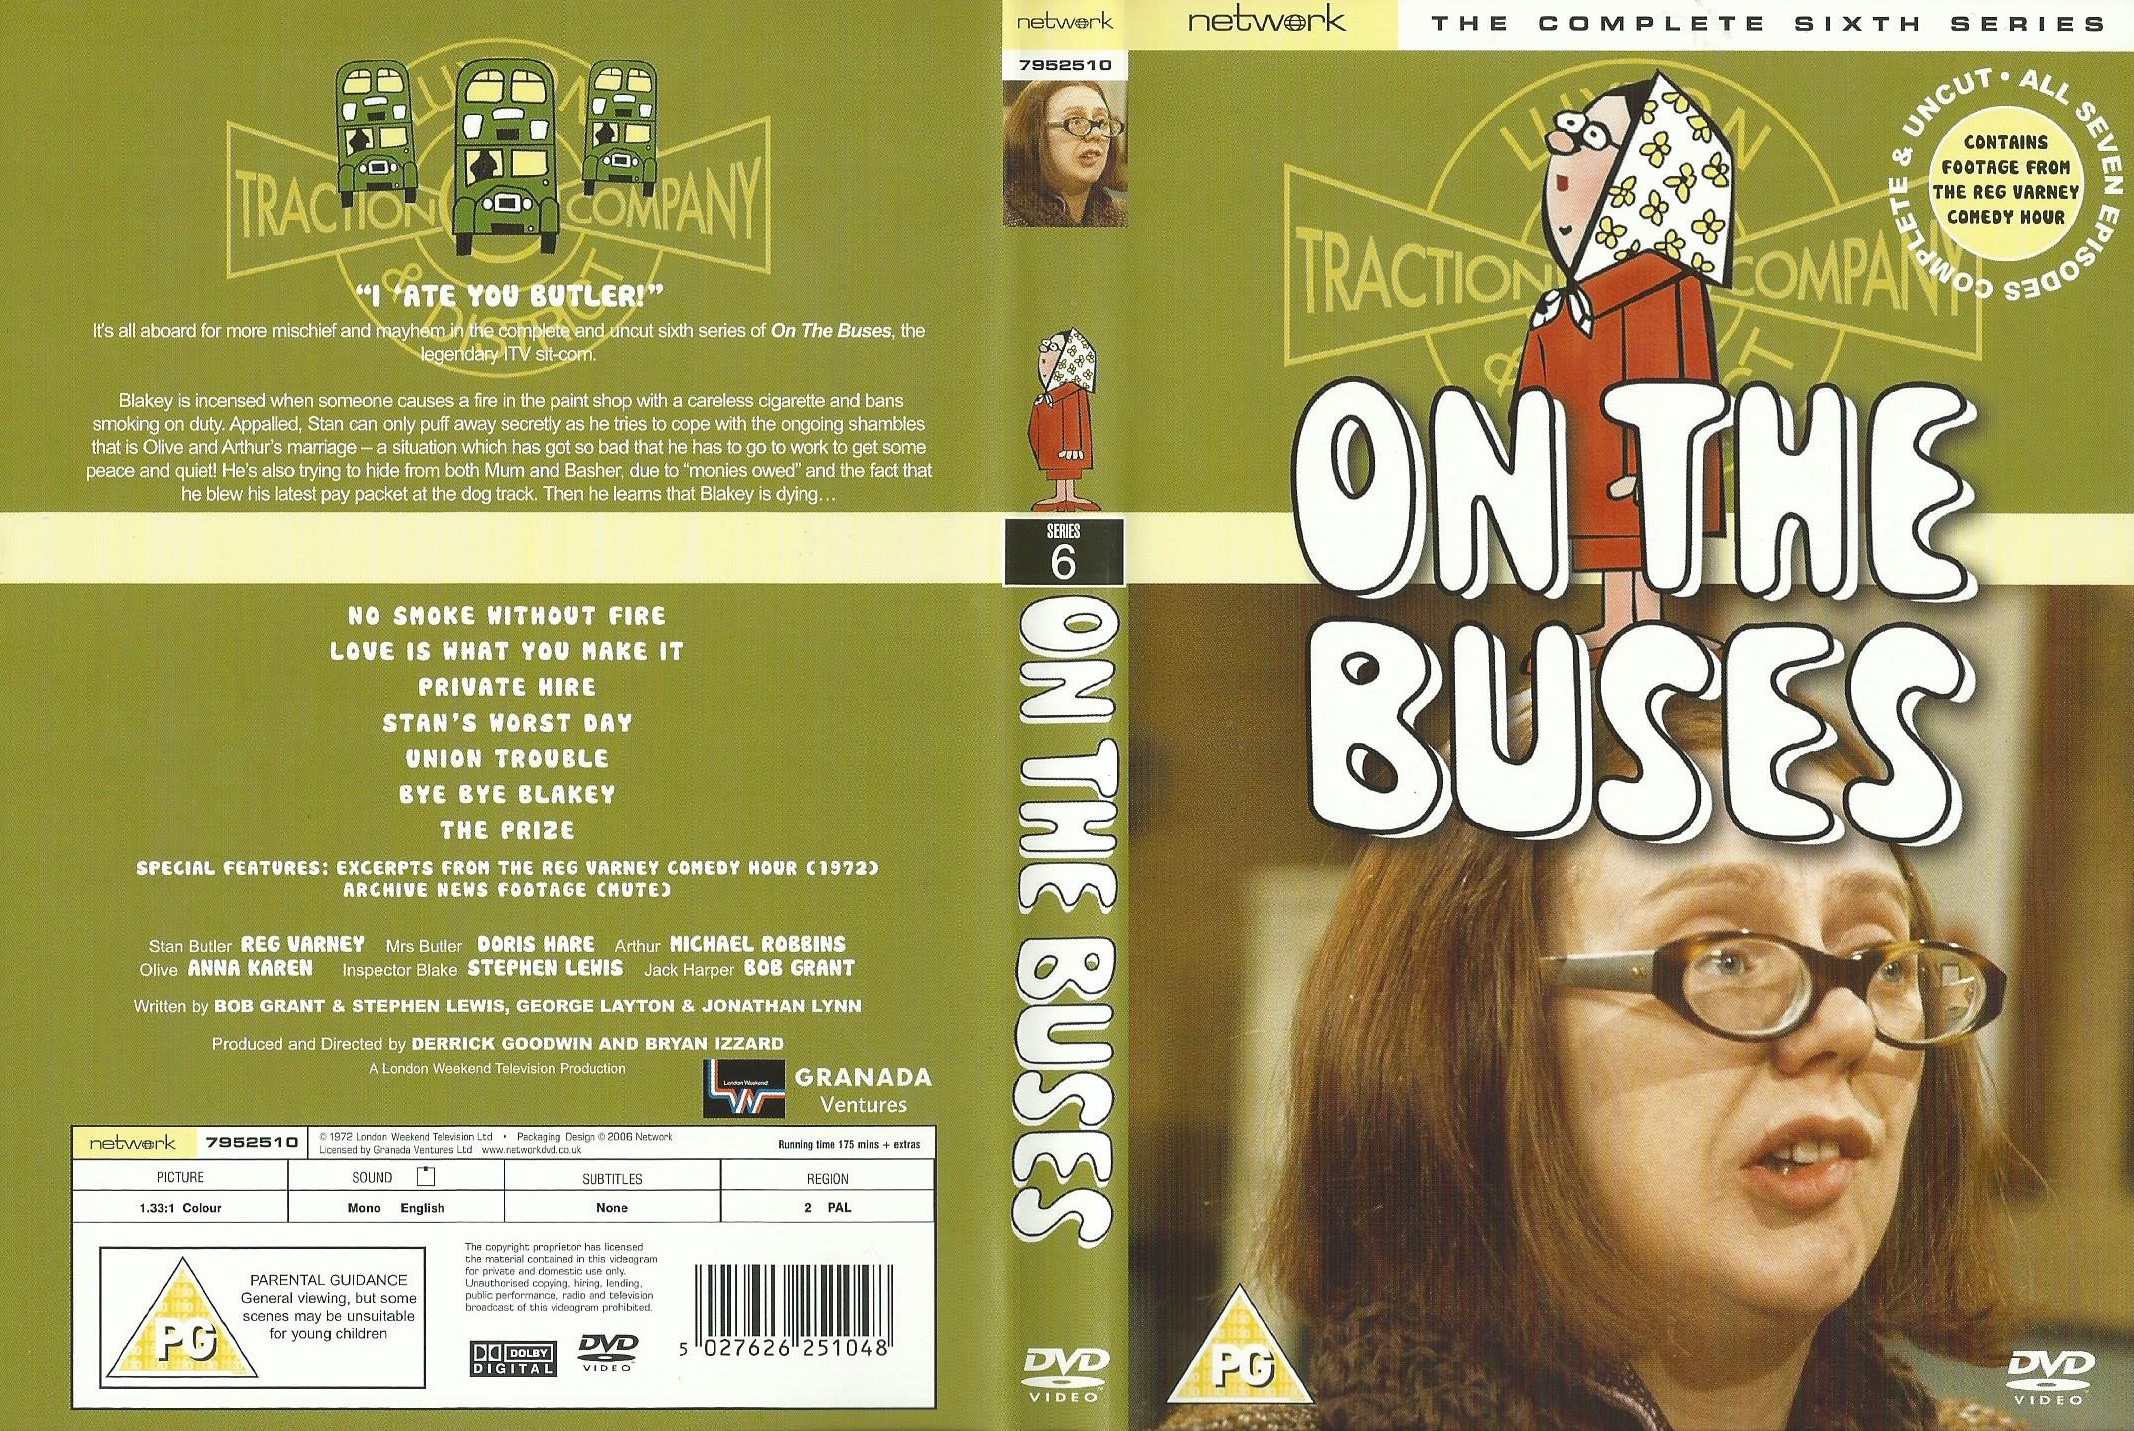 LUXTON
TRACTION COMPANY
& DISTRICT
“I ‘ATE YOU BUTLER!”
It's all aboard for more mischief and mayhem in the complete and uncut sixth series of On The Buses, the
legendary ITV sit-com.
Blakey is incensed when someone causes a fire in the paint shop with a careless cigarette and bans
smoking on duty. Appalled, Stan can only puff away secretly as he tries to cope with the ongoing shambles
that is Olive and Arthur's marriage – a situation which has got so bad that he has to go to work to get some
peace and quiet! He's also trying to hide from both Mum and Basher, due to “monies owed” and the fact that
he blew his latest pay packet at the dog track. Then he learns that Blakey is dying…
NO SMOKE WITHOUT FIRE
LOVE IS WHAT YOU MAKE IT
PRIVATE HIRE
STAN'S WORST DAY
UNION TROUBLE
BYE BYE BLAKEY
THE PRIZE
SPECIAL FEATURES: EXCERPTS FROM THE REG VARNEY COMEDY HOUR (1972)
ARCHIVE NEWS FOOTAGE (MUTE)
Stan Butler REG VARNEY Mrs Butler DORIS HARE Arthur MICHAEL ROBBINS
Olive ANNA KAREN Inspector Blake STEPHEN LEWIS Jack Harper BOB GRANT
Written by BOB GRANT & STEPHEN LEWIS, GEORGE LAYTON & JONATHAN LYNN
Produced and Directed by DERRICK GOODWIN AND BRYAN IZZARD
A London Weekend Television Production
London Weekend
GRANADA
Ventures
network 7952510
© 1972 London Weekend Television Ltd • Packaging Design © 2006 Network
Licensed by Granada Ventures Ltd www.networkdvd.co.uk
Running time 175 mins + extras
PICTURE SOUND SUBTITLES REGION
1.33:1 Colour Mono English None 2 PAL
PG
PARENTAL GUIDANCE
General viewing, but some
scenes may be unsuitable
for young children
The copyright proprietor has licensed
the material contained in this videogram
for private and domestic use only.
Unauthorised copying, hiring, lending,
public performance, radio and television
broadcast of this videogram prohibited.
DOLBY
DIGITAL
DVD
VIDEO
5 027626 251048
network
7952510
SERIES
6
ON THE BUSES
DVD
VIDEO
network
THE COMPLETE SIXTH SERIES
COMPLETE & UNCUT • ALL SEVEN EPISODES
CONTAINS
FOOTAGE FROM
THE REG VARNEY
COMEDY HOUR
LUXTON
TRACTION COMPANY
&
ON THE
BUSES
PG
DVD
VIDEO